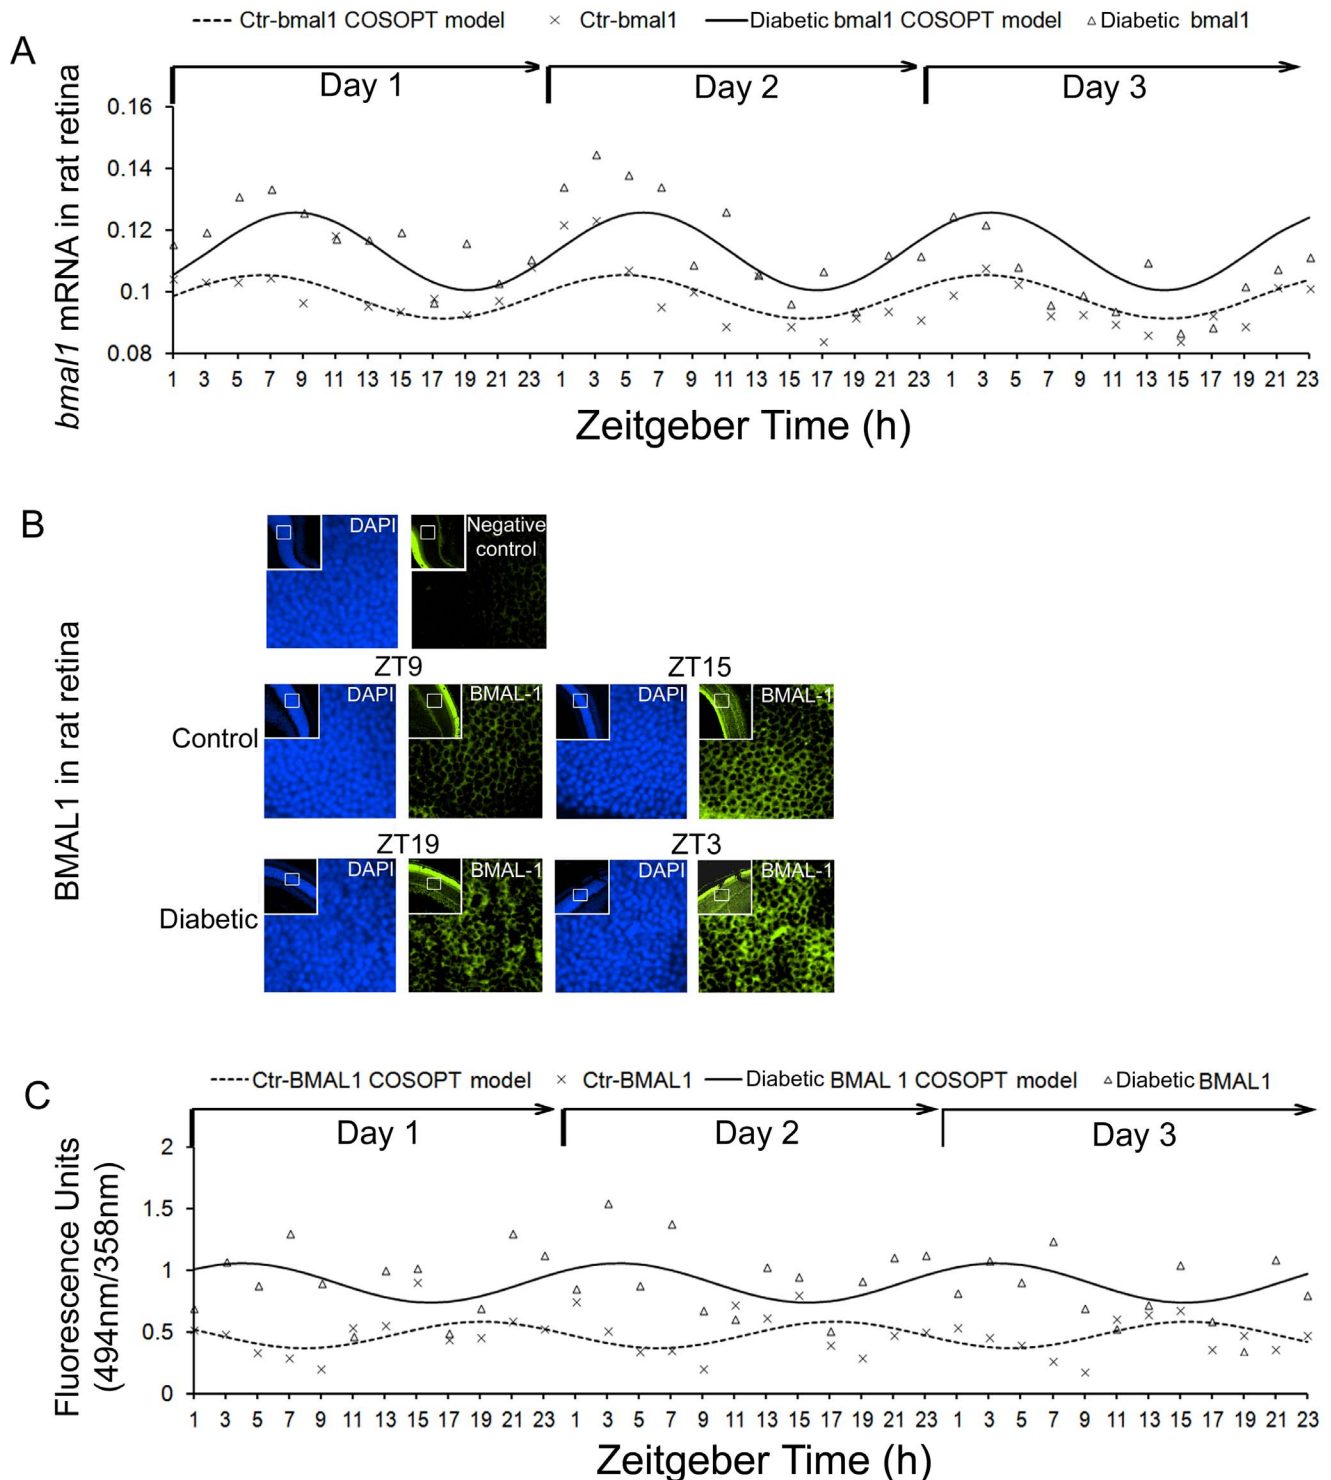 Ctr-bmal1 COSOPT model Ctr-bmal1 Diabetic bmal1 COSOPT model Diabetic bmal1
A
Day 1 Day 2 Day 3
bmal1 mRNA in rat retina
0.16
0.14
0.12
0.1
0.08
1 3 5 7 9 11 13 15 17 19 21 23 1 3 5 7 9 11 13 15 17 19 21 23 1 3 5 7 9 11 13 15 17 19 21 23
Zeitgeber Time (h)
B
BMAL1 in rat retina
DAPI Negative
control
ZT9 ZT15
Control DAPI BMAL-1 DAPI BMAL-1
ZT19 ZT3
Diabetic DAPI BMAL-1 DAPI BMAL-1
Ctr-BMAL1 COSOPT model Ctr-BMAL1 Diabetic BMAL 1 COSOPT model Diabetic BMAL1
C
Day 1 Day 2 Day 3
Fluorescence Units
(494nm/358nm)
2
1.5
1
0.5
0
1 3 5 7 9 11 13 15 17 19 21 23 1 3 5 7 9 11 13 15 17 19 21 23 1 3 5 7 9 11 13 15 17 19 21 23
Zeitgeber Time (h)